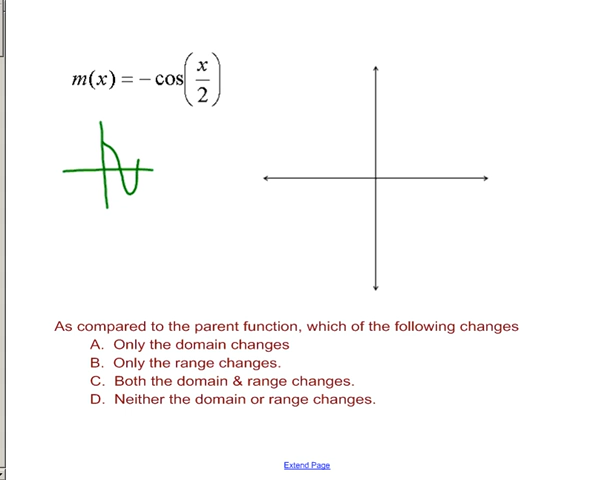 m(x) = − cos(x/2)
As compared to the parent function, which of the following changes
A. Only the domain changes
B. Only the range changes.
C. Both the domain & range changes.
D. Neither the domain or range changes.
Extend Page